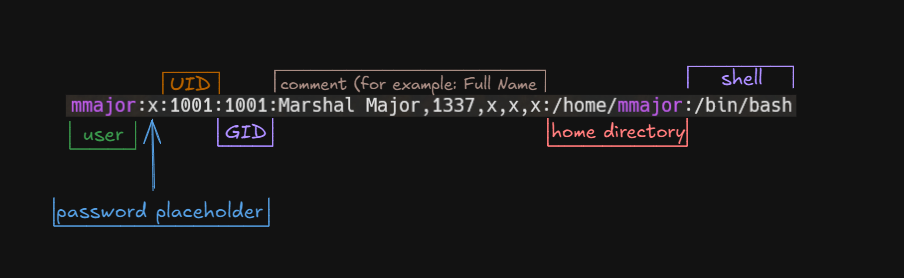 shell
UID
comment (for example: Full Name
mmajor:x:1001:1001:Marshal Major,1337,x,x,x:/home/mmajor:/bin/bash
user
GID
home directory
password placeholder